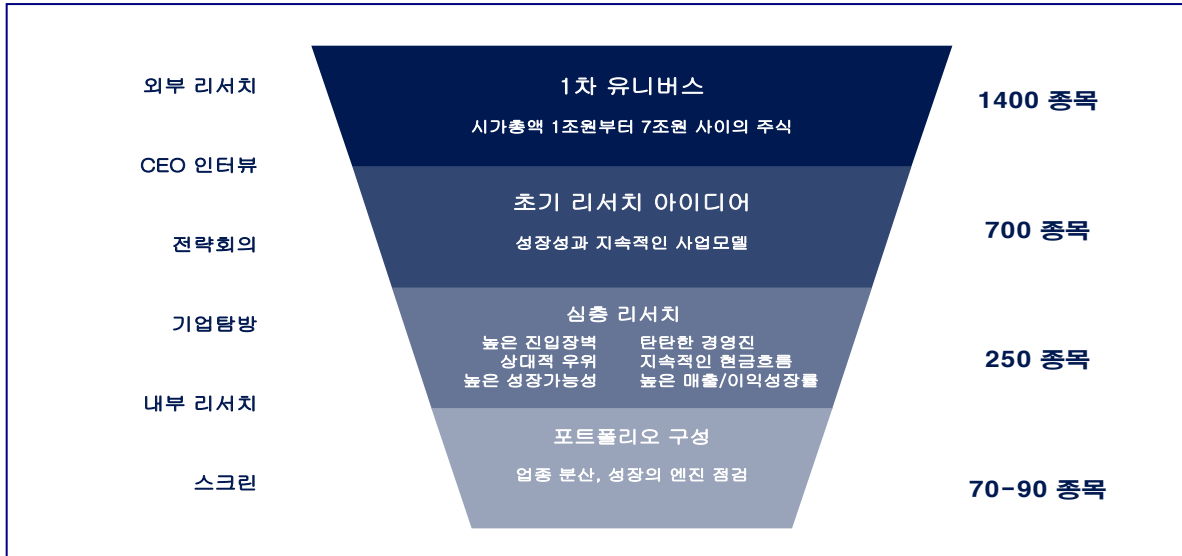 외부 리서치
CEO 인터뷰
전략회의
기업탐방
내부 리서치
스크린
1차 유니버스
시가총액 1조원부터 7조원 사이의 주식
초기 리서치 아이디어
성장성과 지속적인 사업모델
심층 리서치
높은 진입장벽 탄탄한 경영진
상대적 우위 지속적인 현금흐름
높은 성장가능성 높은 매출/이익성장률
포트폴리오 구성
업종 분산, 성장의 엔진 점검
1400 종목
700 종목
250 종목
70-90 종목